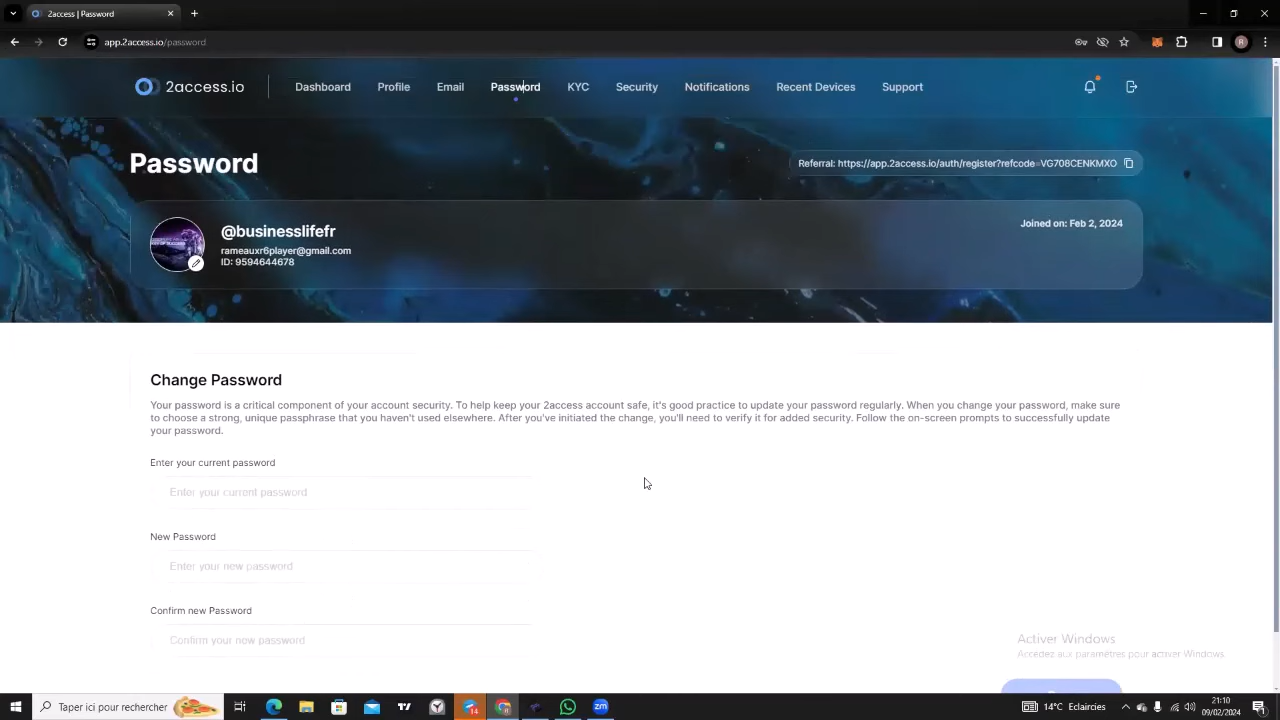 2access | Password
app.2access.io/password
R
2access.io
Dashboard
Profile
Email
Password
KYC
Security
Notifications
Recent Devices
Support
Password
Referral: https://app.2access.io/auth/register?refcode=VG708CENKMXO
@businesslifefr
rameauxr6player@gmail.com
ID: 9594644678
Joined on: Feb 2, 2024
Change Password
Your password is a critical component of your account security. To help keep your 2access account safe, it's good practice to update your password regularly. When you change your password, make sure
to choose a strong, unique passphrase that you haven't used elsewhere. After you've initiated the change, you'll need to verify it for added security. Follow the on-screen prompts to successfully update
your password.
Enter your current password
Enter your current password
New Password
Enter your new password
Confirm new Password
Confirm your new password
Activer Windows
Accédez aux paramètres pour activer Windows.
Taper ici pour rechercher
14
zm
14°C Eclaircies
21:10
09/02/2024